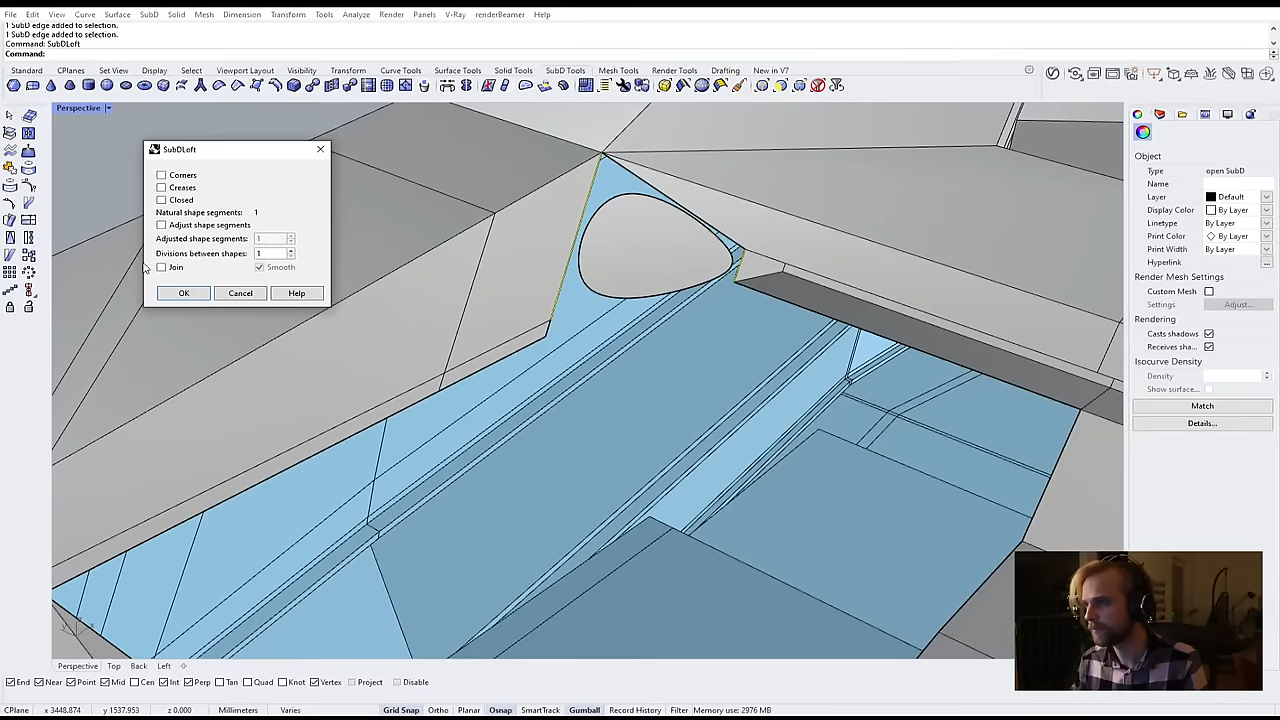 File Edit View Curve Surface SubD Solid Mesh Dimension Transform Tools Analyze Render Panels V-Ray renderBeamer Help
1 SubD edge added to selection.
1 SubD edge added to selection.
Command: SubDLoft
Command:
Standard CPlanes Set View Display Select Viewport Layout Visibility Transform Curve Tools Surface Tools Solid Tools SubD Tools Mesh Tools Render Tools Drafting New in V7
Perspective
SubDLoft
Corners
Creases
Closed
Natural shape segments: 1
Adjust shape segments
Adjusted shape segments: 1
Divisions between shapes: 1
Join Smooth
OK Cancel Help
Object
Type open SubD
Name
Layer Default
Display Color By Layer
Linetype By Layer
Print Color By Layer
Print Width By Layer
Hyperlink ...
Render Mesh Settings
Custom Mesh
Settings Adjust...
Rendering
Casts shadows
Receives sha...
Isocurve Density
Density
Show surface...
Match
Details...
Perspective Top Back Left
End Near Point Mid Cen Int Perp Tan Quad Knot Vertex Project Disable
CPlane x 3448.874 y 1537.953 z 0.000 Millimeters Varies Grid Snap Ortho Planar Osnap SmartTrack Gumball Record History Filter Memory use: 2976 MB